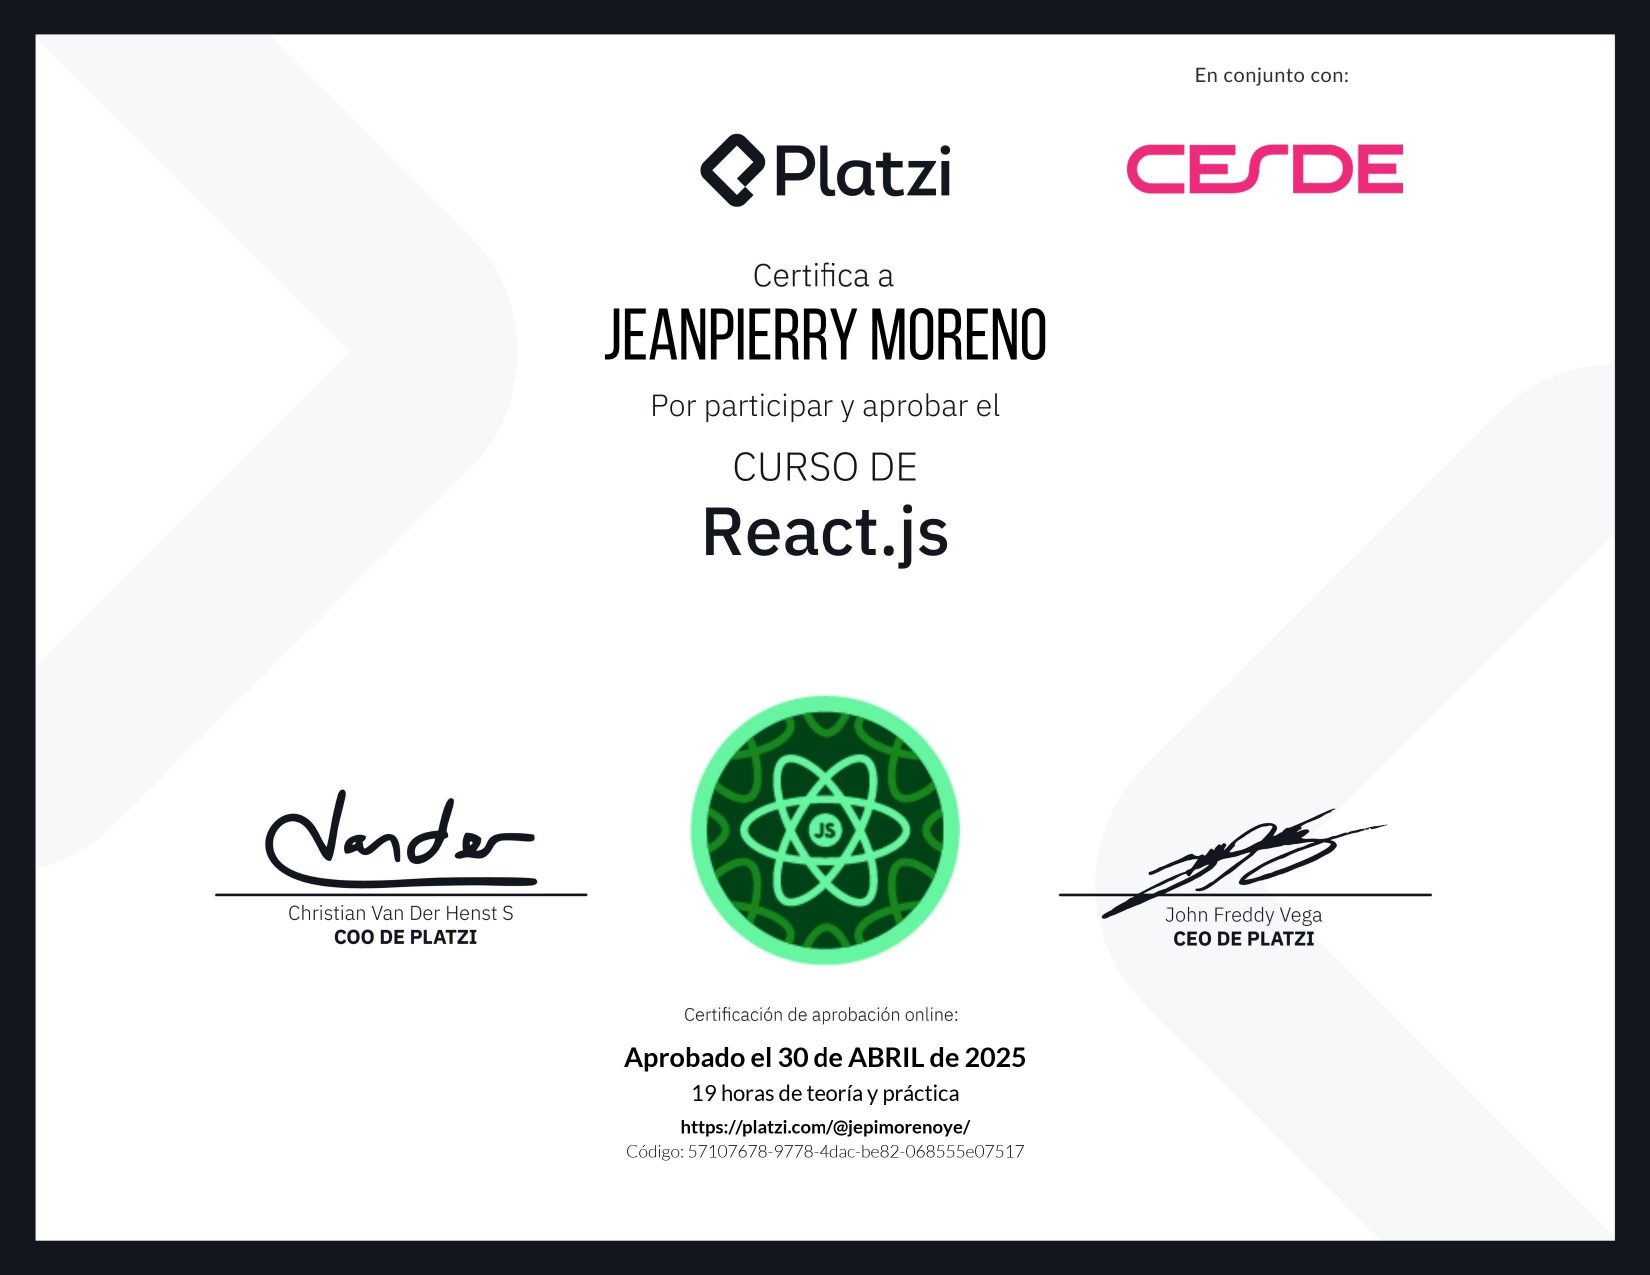 En conjunto con:
Platzi
CESDE
Certifica a
JEANPIERRY MORENO
Por participar y aprobar el
CURSO DE
React.js
JS
Vander
Christian Van Der Henst S
COO DE PLATZI
John Freddy Vega
CEO DE PLATZI
Certificación de aprobación online:
Aprobado el 30 de ABRIL de 2025
19 horas de teoría y práctica
https://platzi.com/@jepimorenoye/
Código: 57107678-9778-4dac-be82-068555e07517